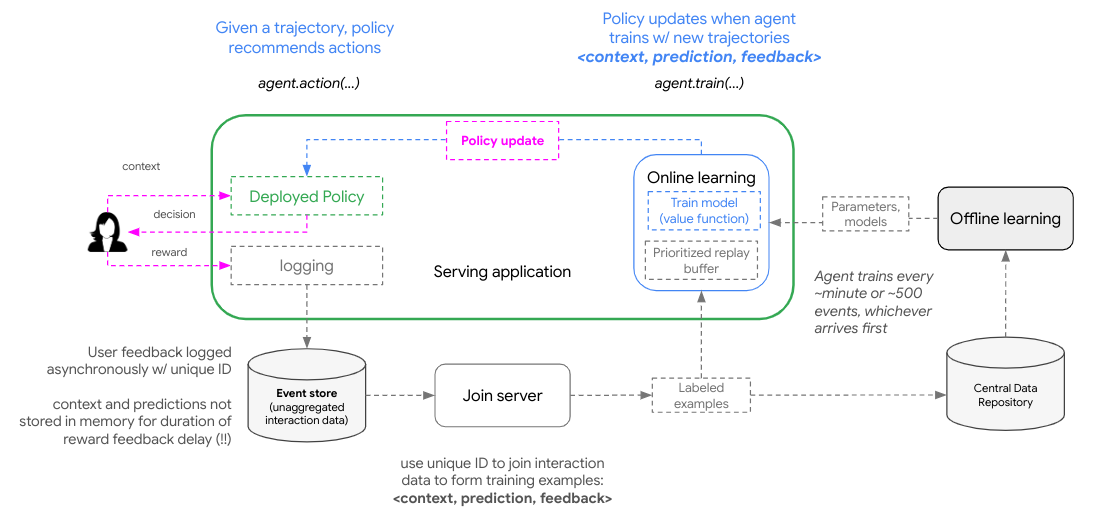 Given a trajectory, policy
recommends actions
agent.action(...)
Policy updates when agent
trains w/ new trajectories
<context, prediction, feedback>
agent.train(...)
Policy update
context
Deployed Policy
decision
reward
logging
Serving application
Online learning
Train model
(value function)
Prioritized replay
buffer
Parameters,
models
Offline learning
Agent trains every
~minute or ~500
events, whichever
arrives first
User feedback logged
asynchronously w/ unique ID
context and predictions not
stored in memory for duration of
reward feedback delay (!!)
Event store
(unaggregated
interaction data)
Join server
Labeled
examples
Central Data
Repository
use unique ID to join interaction
data to form training examples:
<context, prediction, feedback>